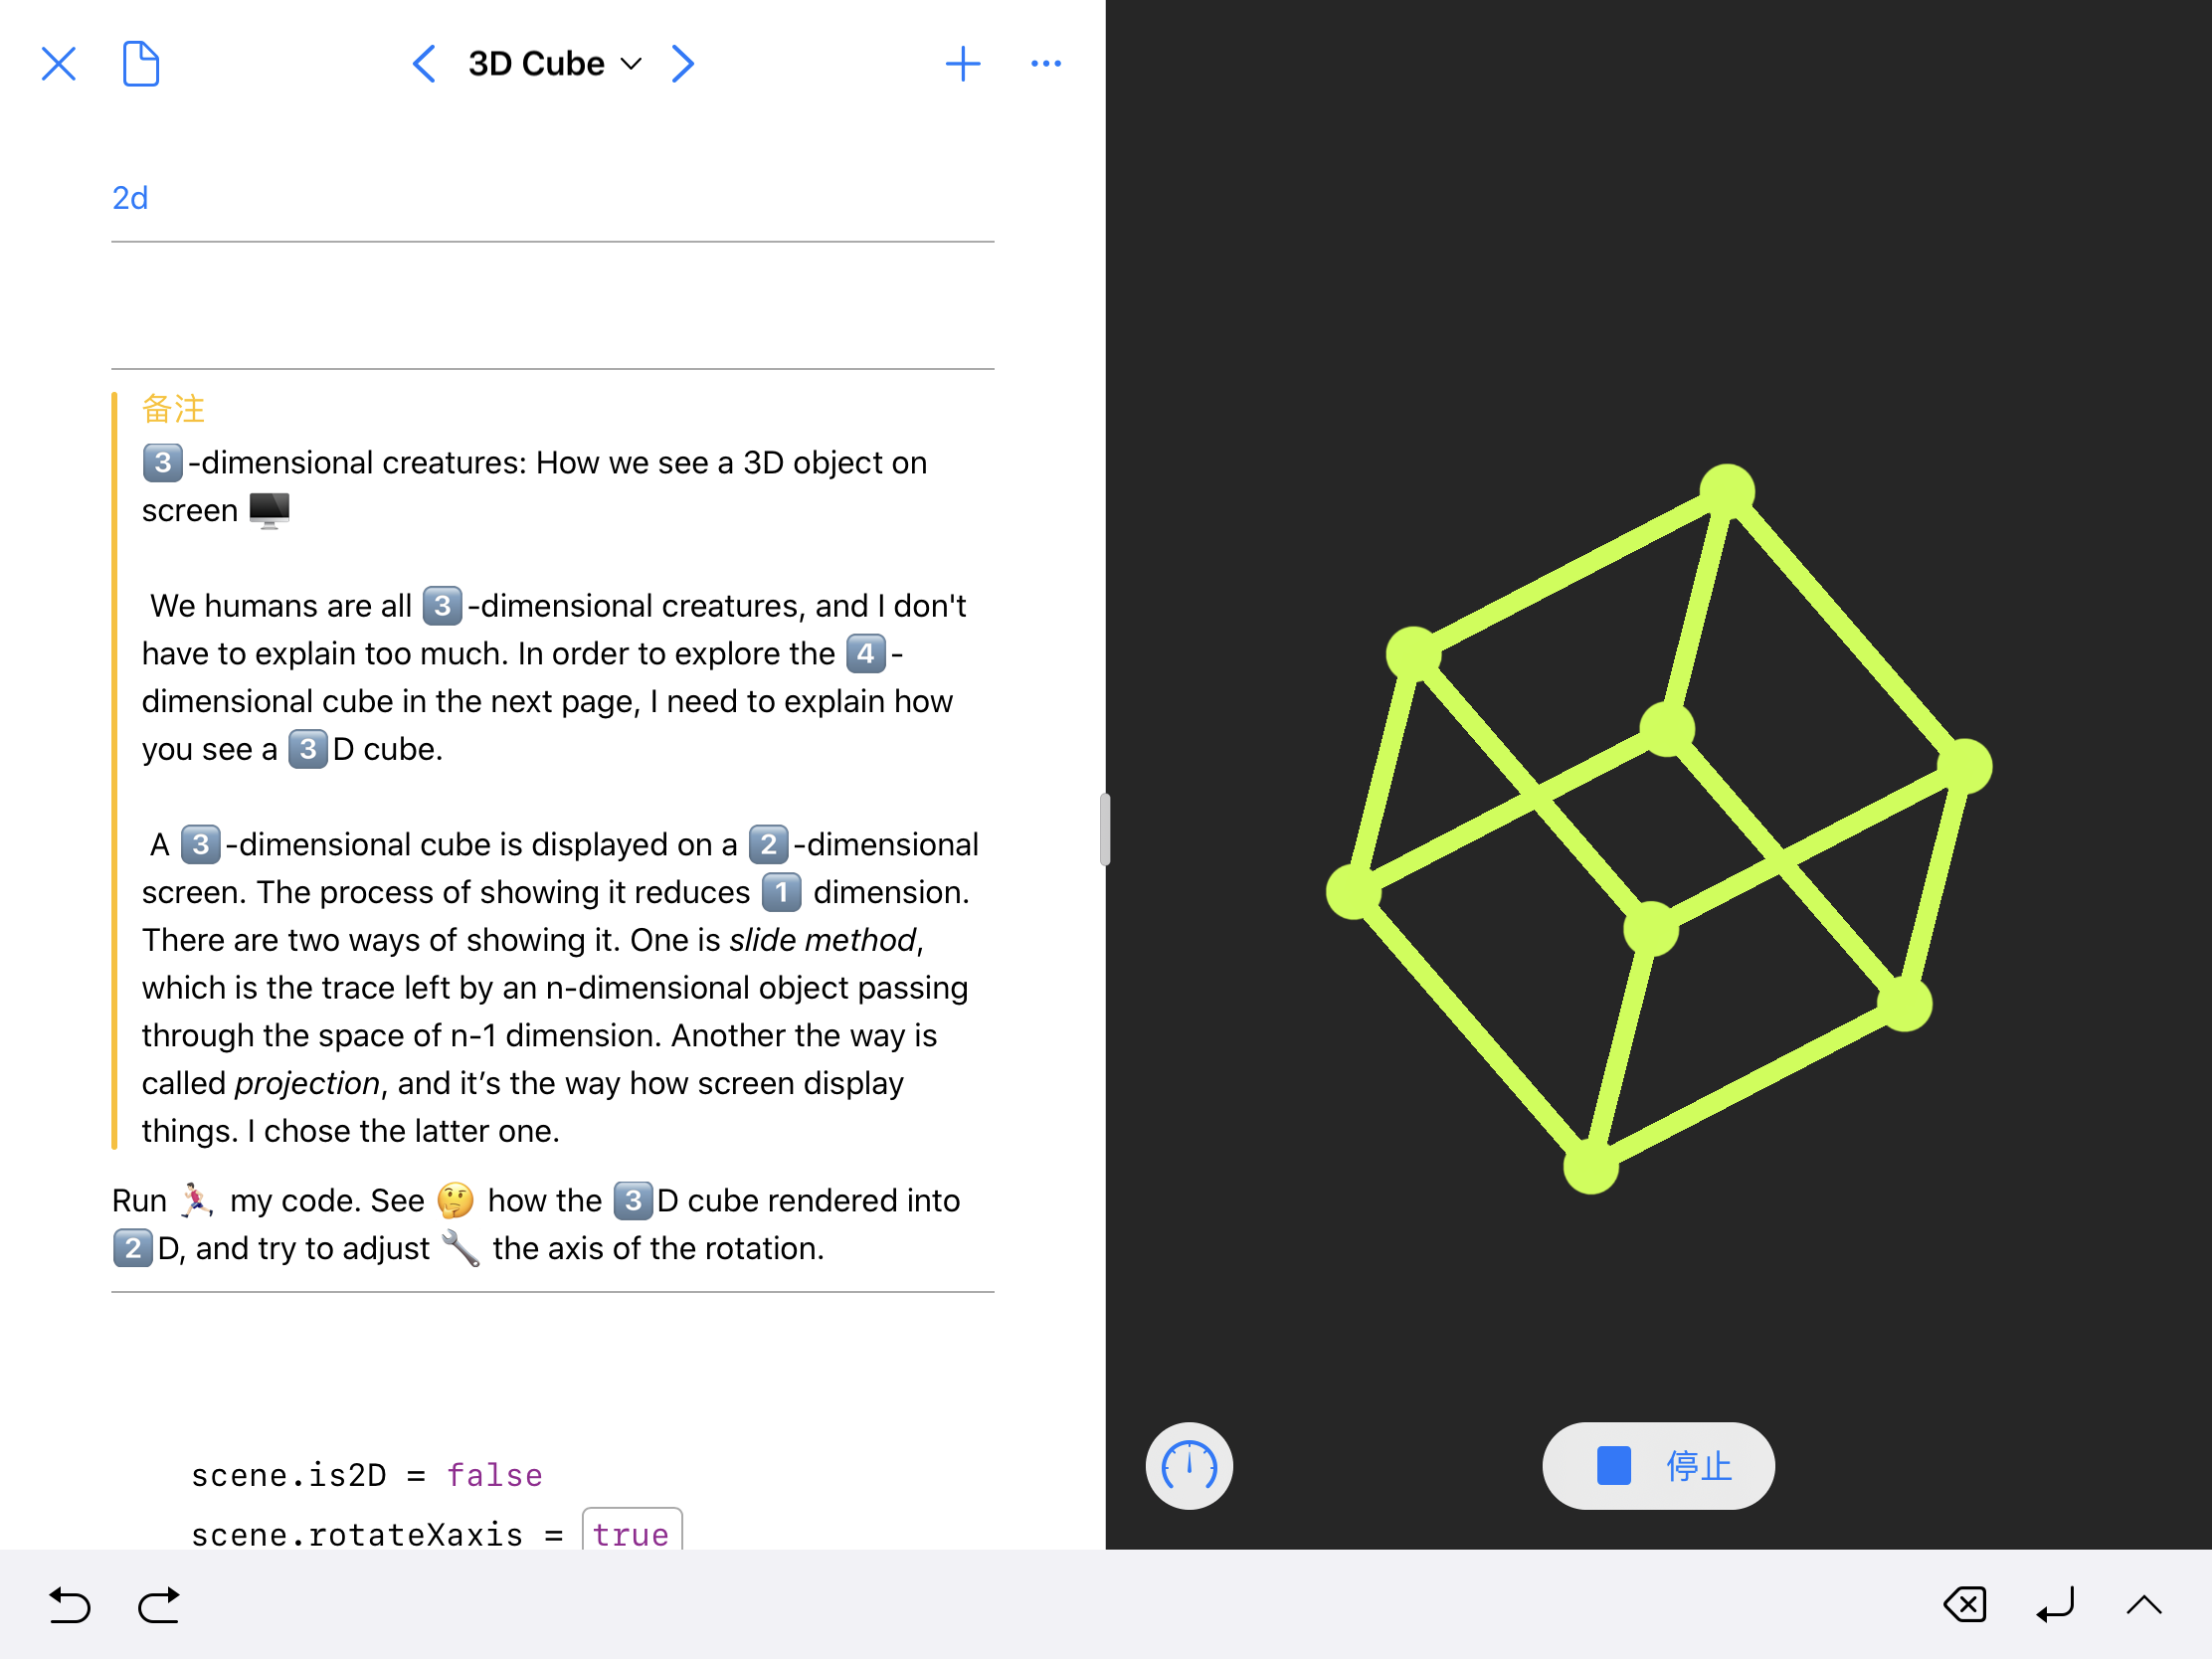 3D Cube
2d
备注
3️⃣-dimensional creatures: How we see a 3D object on
screen 🖥️
We humans are all 3️⃣-dimensional creatures, and I don't
have to explain too much. In order to explore the 4️⃣-
dimensional cube in the next page, I need to explain how
you see a 3️⃣D cube.
A 3️⃣-dimensional cube is displayed on a 2️⃣-dimensional
screen. The process of showing it reduces 1️⃣ dimension.
There are two ways of showing it. One is slide method,
which is the trace left by an n-dimensional object passing
through the space of n-1 dimension. Another the way is
called projection, and it’s the way how screen display
things. I chose the latter one.
Run 🏃🏻 my code. See 🤔 how the 3️⃣D cube rendered into
2️⃣D, and try to adjust 🔧 the axis of the rotation.
scene.is2D = false
scene.rotateXaxis = true
停止